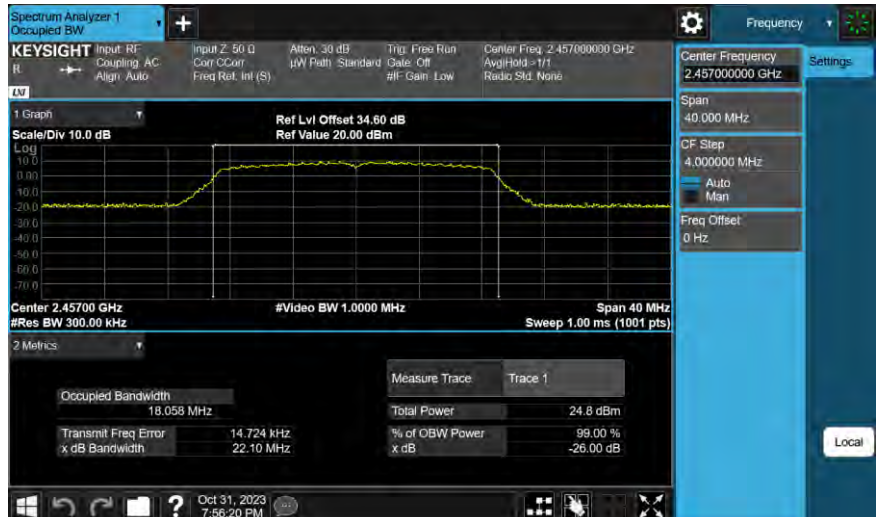 Spectrum Analyzer 1
Occupied BW
+
Frequency
KEYSIGHT
R
LXI
Input: RF
Coupling: AC
Align: Auto
Input Z: 50 Ω
Corr CCorr
Freq Ref: Int (S)
Atten: 30 dB
µW Path: Standard
Trig: Free Run
Gate: Off
#IF Gain: Low
Center Freq: 2.457000000 GHz
Avg|Hold>1/1
Radio Std: None
Center Frequency
2.457000000 GHz
Settings
Span
40.000 MHz
CF Step
4.000000 MHz
Auto
Man
Freq Offset
0 Hz
1 Graph
Scale/Div 10.0 dB
Ref Lvl Offset 34.60 dB
Ref Value 20.00 dBm
Log
10.0
0.00
-10.0
-20.0
-30.0
-40.0
-50.0
-60.0
-70.0
Center 2.45700 GHz
#Video BW 1.0000 MHz
Span 40 MHz
#Res BW 300.00 kHz
Sweep 1.00 ms (1001 pts)
2 Metrics
Measure Trace Trace 1
Occupied Bandwidth
18.058 MHz
Total Power 24.8 dBm
Transmit Freq Error 14.724 kHz
% of OBW Power 99.00 %
x dB Bandwidth 22.10 MHz
x dB -26.00 dB
Local
?
Oct 31, 2023
7:56:20 PM